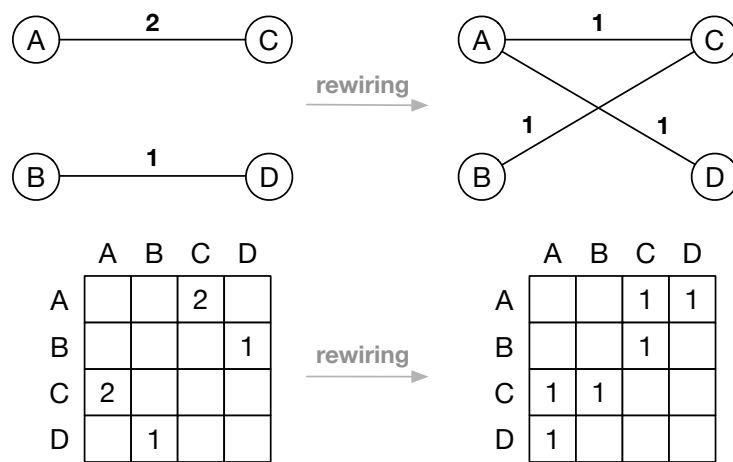 A 2 C
rewiring
A 1 C
B 1 D
1 1
B D
A B C D
A 2
B 1
C 2
D 1
rewiring
A B C D
A 1 1
B 1
C 1 1
D 1